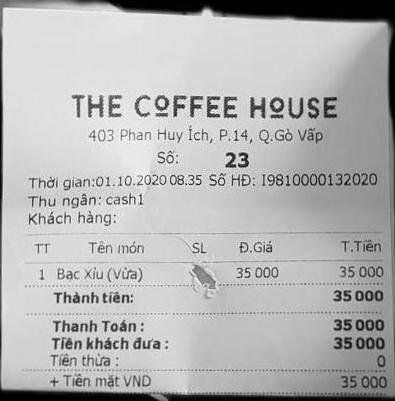 THE COFFEE HOUSE
403 Phan Huy Ích, P.14, Q.Gò Vấp
Số: 23
Thời gian:01.10.2020 08.35 Số HĐ: I9810000132020
Thu ngân: cash1
Khách hàng:
TT Tên món SL Đ.Giá T.Tiền
1 Bạc Xíu (Vừa) 35 000 35 000
Thành tiền: 35 000
Thanh Toán : 35 000
Tiền khách đưa : 35 000
Tiền thừa : 0
+ Tiền mặt VND 35 000